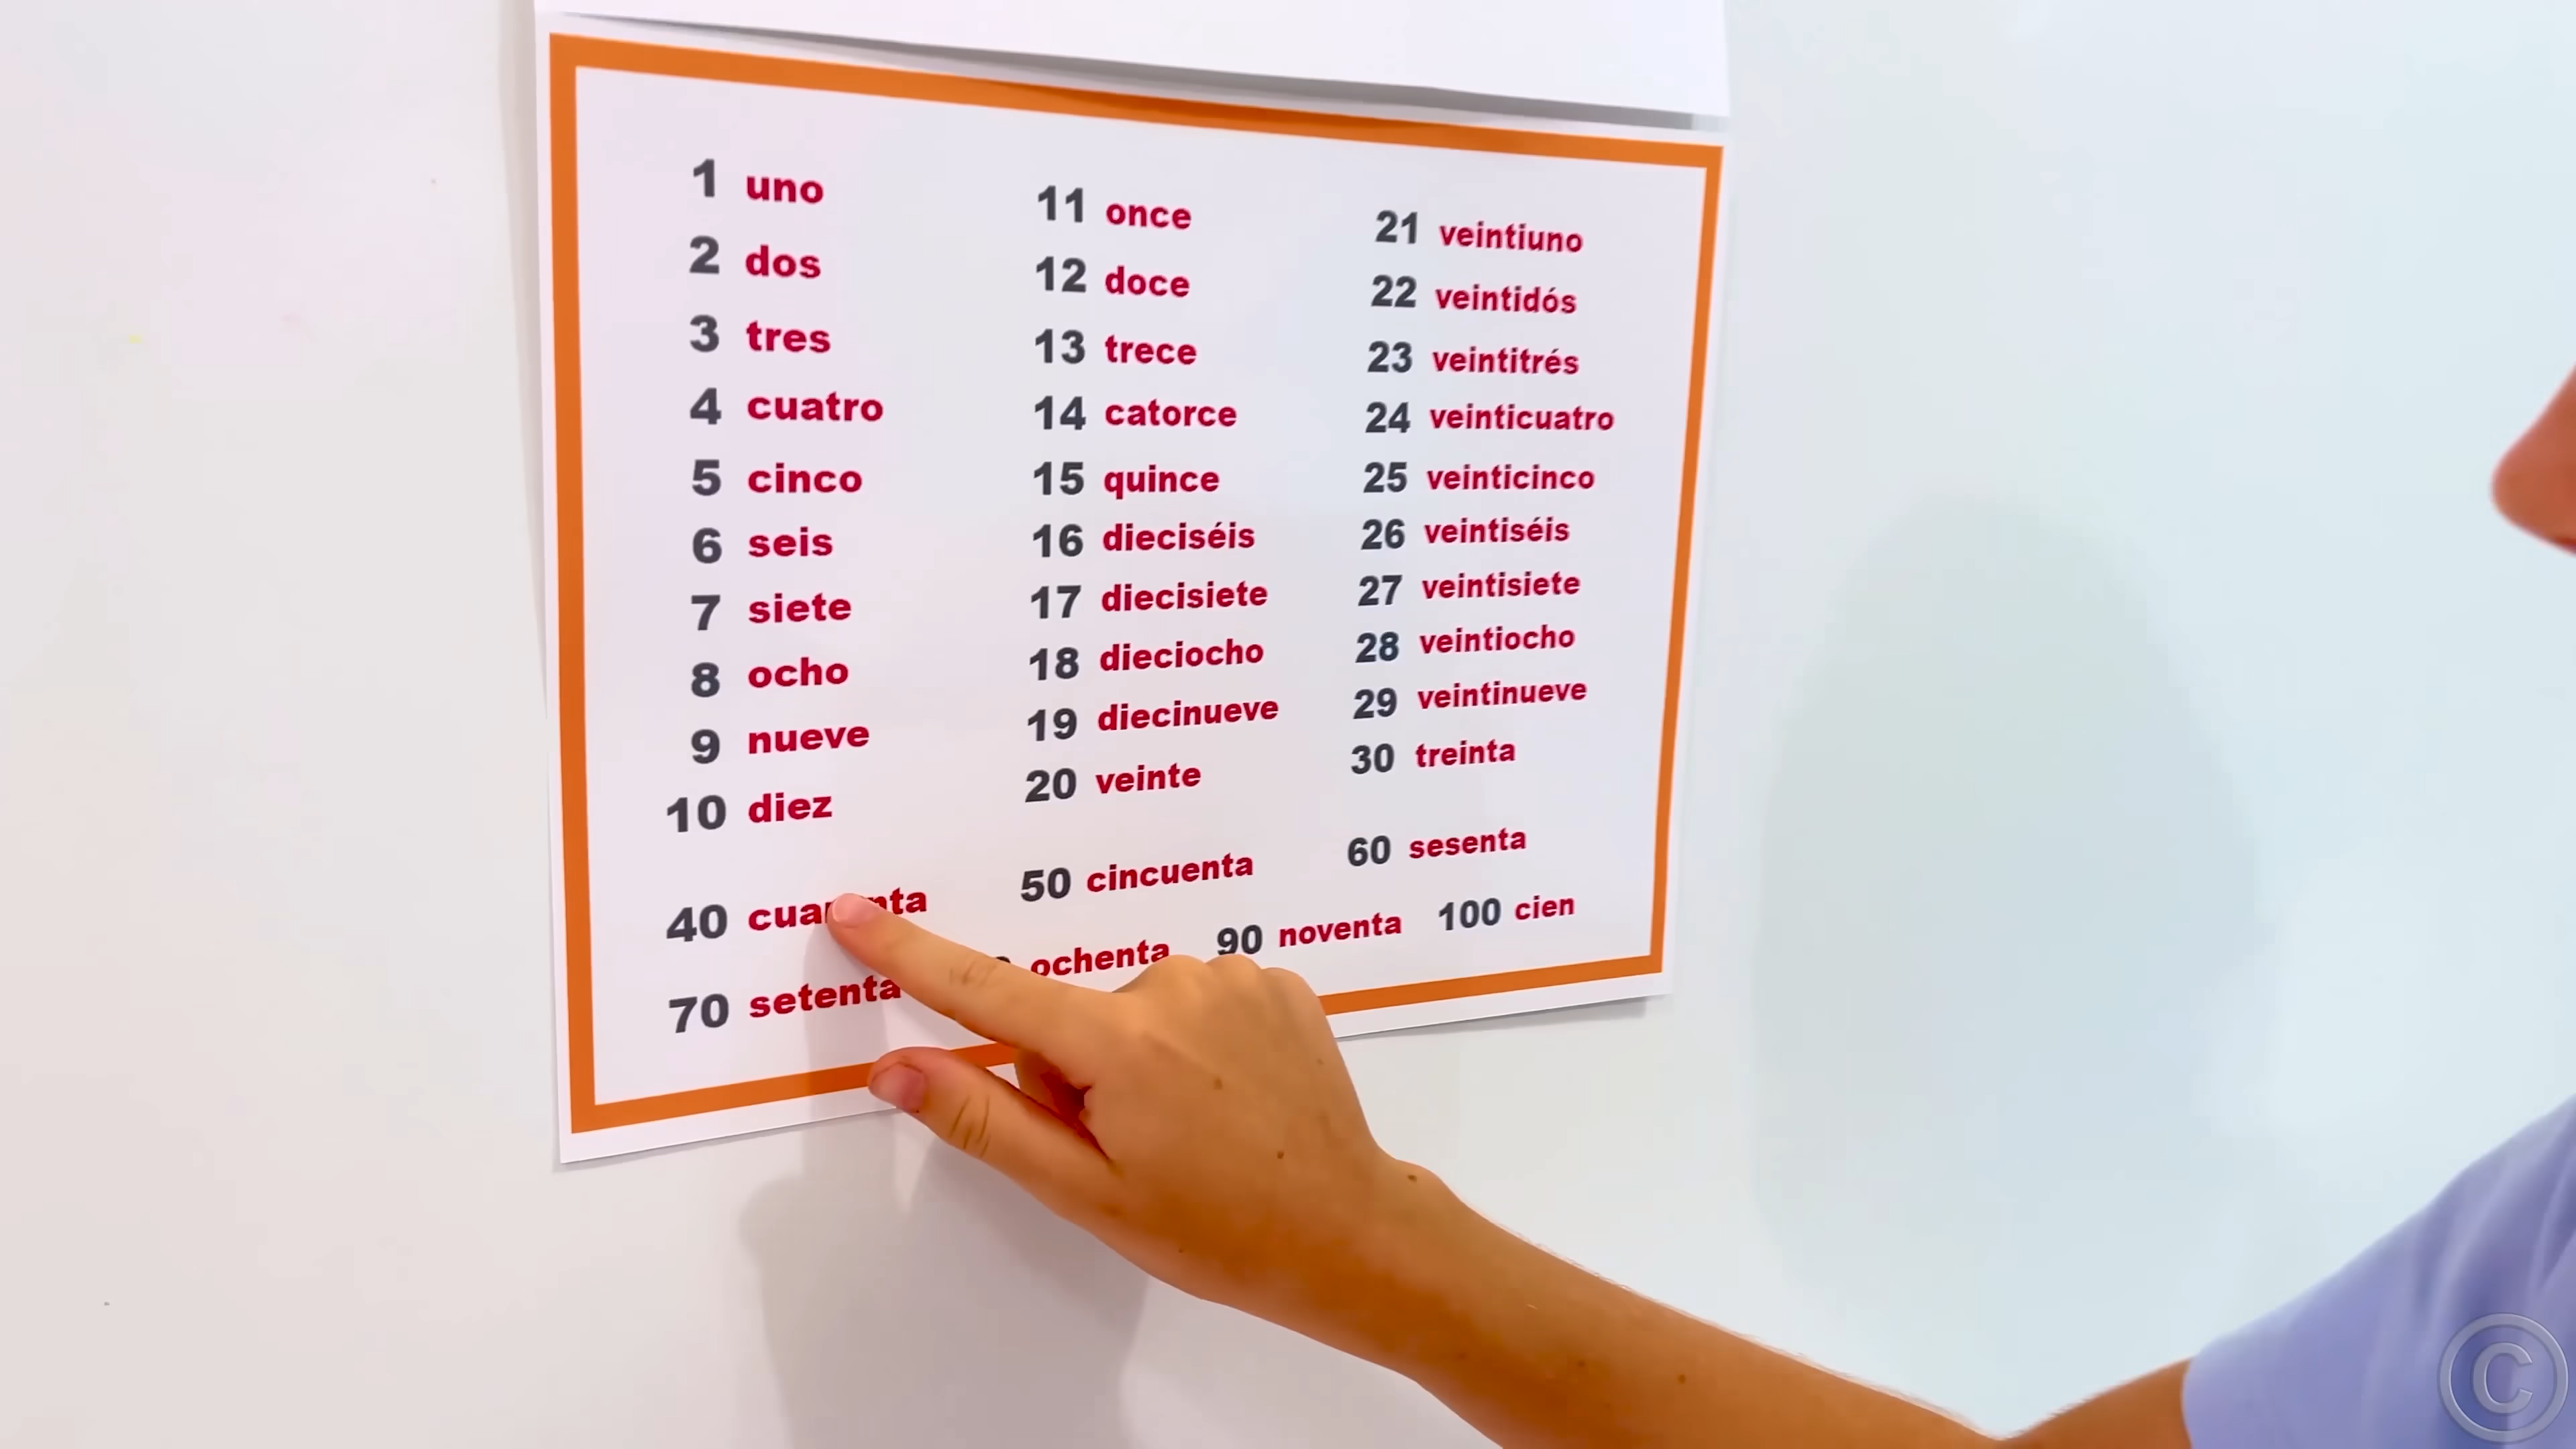 1 uno
2 dos
3 tres
4 cuatro
5 cinco
6 seis
7 siete
8 ocho
9 nueve
10 diez
11 once
12 doce
13 trece
14 catorce
15 quince
16 dieciséis
17 diecisiete
18 dieciocho
19 diecinueve
20 veinte
21 veintiuno
22 veintidós
23 veintitrés
24 veinticuatro
25 veinticinco
26 veintiséis
27 veintisiete
28 veintiocho
29 veintinueve
30 treinta
40 50 cincuenta 60 sesenta
70 setenta ochenta 90 noventa 100 cien
©